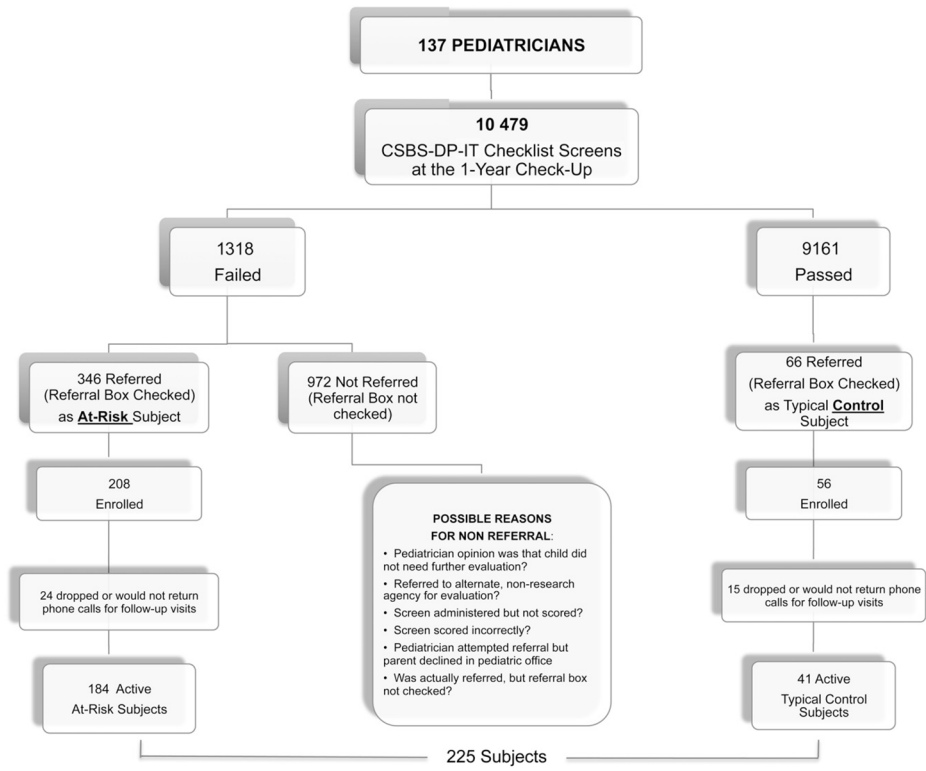 137 PEDIATRICIANS
10 479
CSBS-DP-IT Checklist Screens
at the 1-Year Check-Up
1318
Failed
9161
Passed
346 Referred
(Referral Box Checked)
as At-Risk Subject
972 Not Referred
(Referral Box not
checked)
66 Referred
(Referral Box Checked)
as Typical Control
Subject
208
Enrolled
56
Enrolled
POSSIBLE REASONS
FOR NON REFERRAL:
• Pediatrician opinion was that child did
not need further evaluation?
• Referred to alternate, non-research
agency for evaluation?
• Screen administered but not scored?
• Screen scored incorrectly?
• Pediatrician attempted referral but
parent declined in pediatric office
• Was actually referred, but referral box
not checked?
24 dropped or would not return
phone calls for follow-up visits
15 dropped or would not return phone
calls for follow-up visits
184 Active
At-Risk Subjects
41 Active
Typical Control
Subjects
225 Subjects